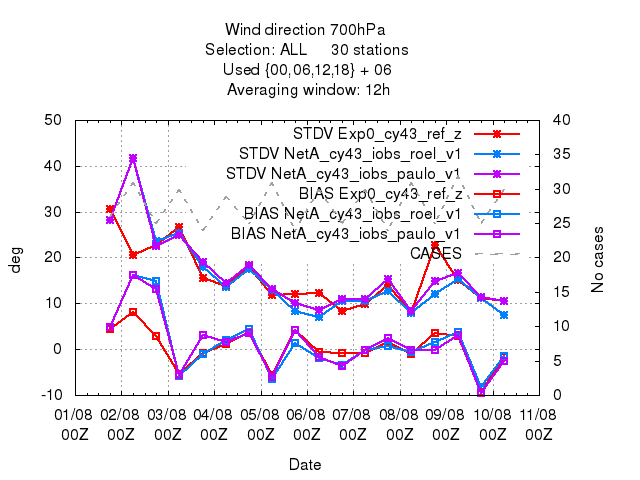 Wind direction 700hPa
Selection: ALL 30 stations
Used {00,06,12,18} + 06
Averaging window: 12h
50 40
STDV Exp0_cy43_ref_z
STDV NetA_cy43_iobs_roel_v1
STDV NetA_cy43_iobs_paulo_v1
BIAS Exp0_cy43_ref_z
BIAS NetA_cy43_iobs_roel_v1
BIAS NetA_cy43_iobs_paulo_v1
CASES
40 35
30 30
25
20 20
10 15
10
0 5
-10 0
deg
No cases
01/08 02/08 03/08 04/08 05/08 06/08 07/08 08/08 09/08 10/08 11/08
00Z 00Z 00Z 00Z 00Z 00Z 00Z 00Z 00Z 00Z 00Z
Date